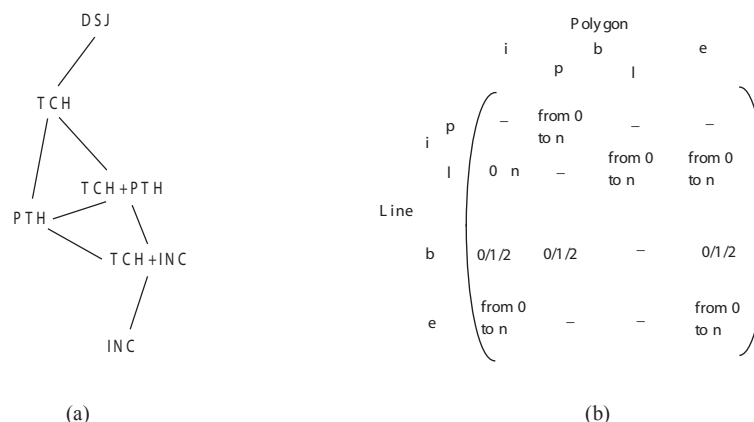 DSJ
TCH
TCH+PTH
PTH
TCH+INC
INC
(a)
Polygon
i b e
p l
i p – from 0 to n – –
l 0 n – from 0 to n from 0 to n
Line
b 0/1/2 0/1/2 – 0/1/2
e from 0 to n – – from 0 to n
(b)